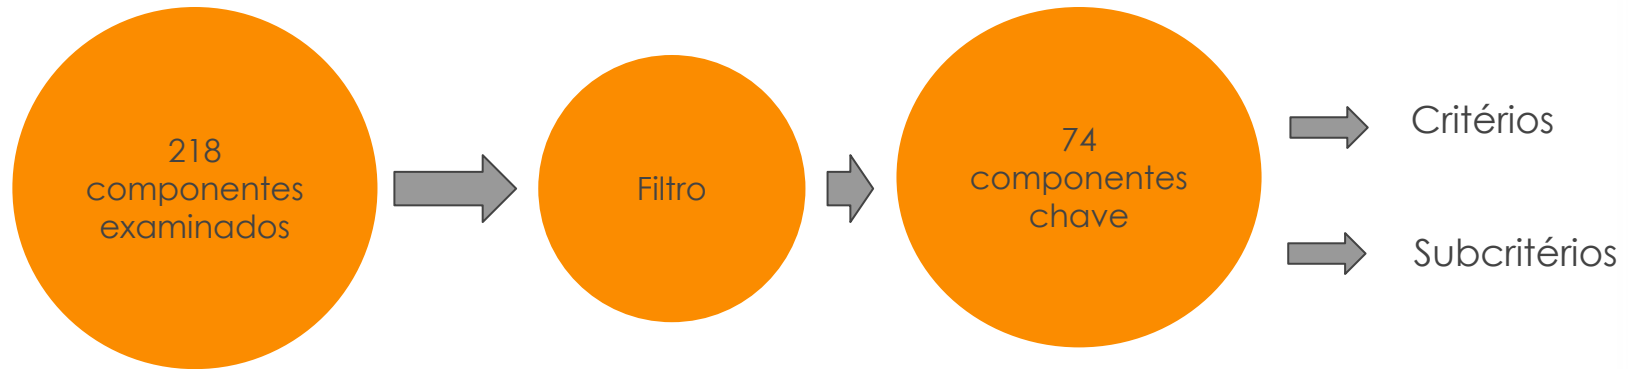 218
componentes
examinados
Filtro
74
componentes
chave
Critérios
Subcritérios